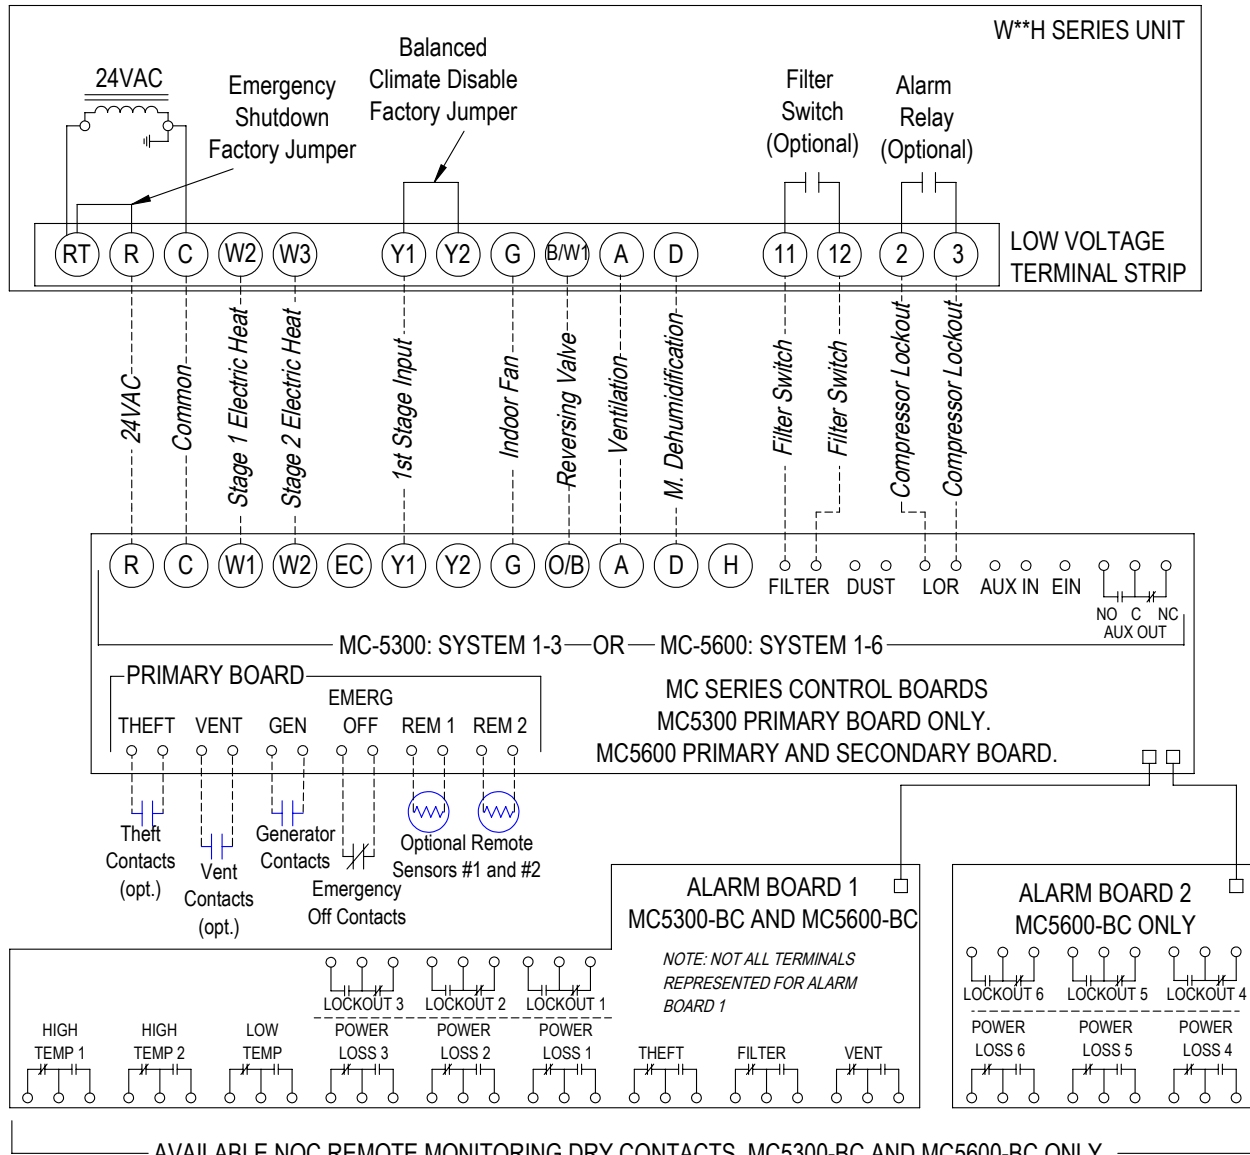 W**H SERIES UNIT
24VAC
Emergency
Shutdown
Factory Jumper
Balanced
Climate Disable
Factory Jumper
Filter
Switch
(Optional)
Alarm
Relay
(Optional)
RT R C W2 W3 Y1 Y2 G B/W1 A D 11 12 2 3
LOW VOLTAGE
TERMINAL STRIP
24VAC
Common
Stage 1 Electric Heat
Stage 2 Electric Heat
1st Stage Input
Indoor Fan
Reversing Valve
Ventilation
M. Dehumidification
Filter Switch
Filter Switch
Compressor Lockout
Compressor Lockout
R C W1 W2 EC Y1 Y2 G O/B A D H
FILTER DUST LOR AUX IN EIN
NO C NC
AUX OUT
MC-5300: SYSTEM 1-3 OR MC-5600: SYSTEM 1-6
PRIMARY BOARD
THEFT VENT GEN EMERG OFF REM 1 REM 2
MC SERIES CONTROL BOARDS
MC5300 PRIMARY BOARD ONLY.
MC5600 PRIMARY AND SECONDARY BOARD.
Theft
Contacts
(opt.)
Vent
Contacts
(opt.)
Generator
Contacts
Emergency
Off Contacts
Optional Remote
Sensors #1 and #2
ALARM BOARD 1
MC5300-BC AND MC5600-BC
NOTE: NOT ALL TERMINALS
REPRESENTED FOR ALARM
BOARD 1
ALARM BOARD 2
MC5600-BC ONLY
LOCKOUT 3 LOCKOUT 2 LOCKOUT 1
LOCKOUT 6 LOCKOUT 5 LOCKOUT 4
HIGH
TEMP 1
HIGH
TEMP 2
LOW
TEMP
POWER
LOSS 3
POWER
LOSS 2
POWER
LOSS 1
THEFT
FILTER
VENT
POWER
LOSS 6
POWER
LOSS 5
POWER
LOSS 4
AVAILABLE NOC REMOTE MONITORING DRY CONTACTS. MC5300-BC AND MC5600-BC ONLY.